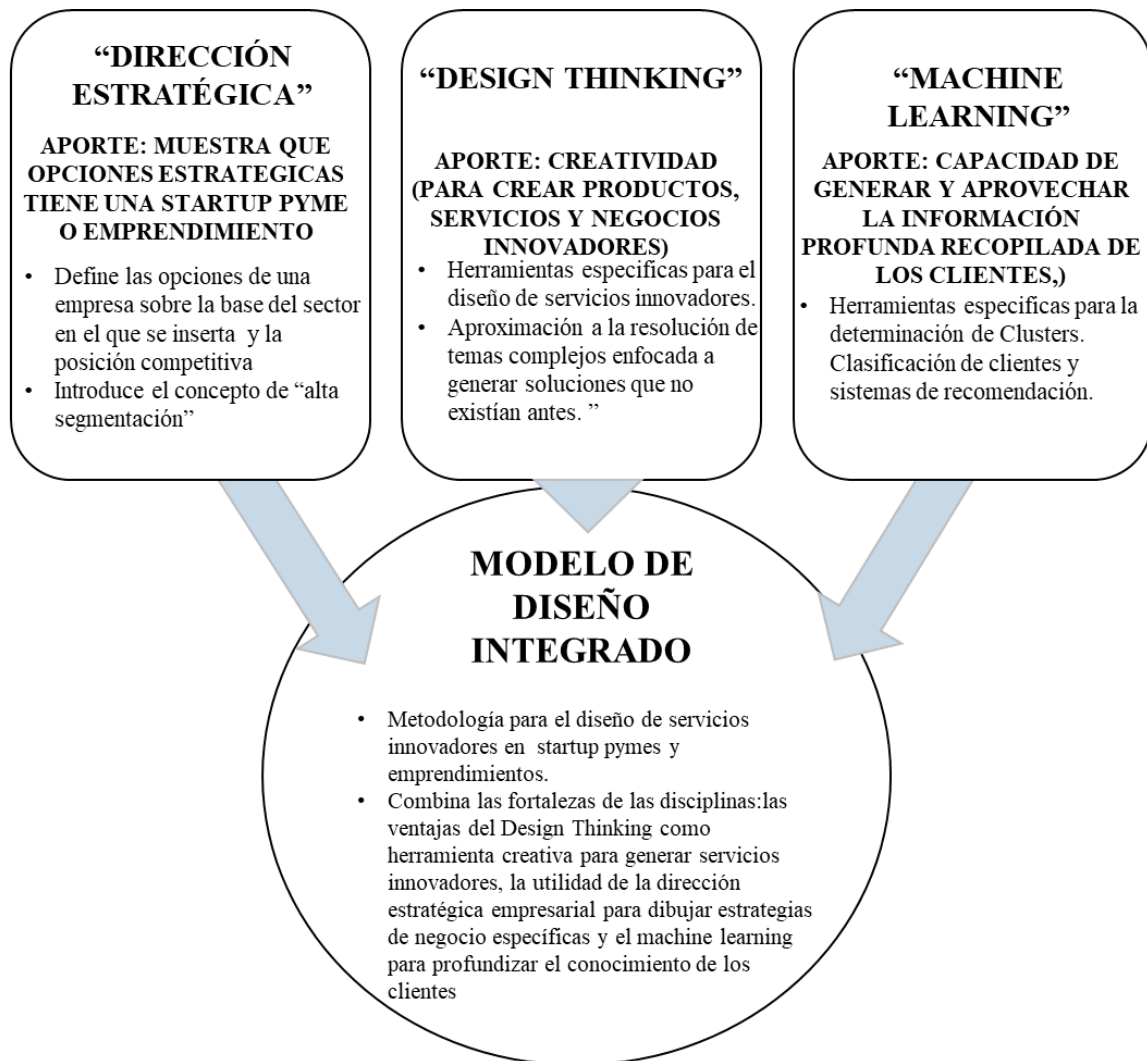 “DIRECCIÓN
ESTRATÉGICA”
APORTE: MUESTRA QUE
OPCIONES ESTRATEGICAS
TIENE UNA STARTUP PYME
O EMPRENDIMIENTO
• Define las opciones de una
empresa sobre la base del sector
en el que se inserta y la
posición competitiva
• Introduce el concepto de “alta
segmentación”
“DESIGN THINKING”
APORTE: CREATIVIDAD
(PARA CREAR PRODUCTOS,
SERVICIOS Y NEGOCIOS
INNOVADORES)
• Herramientas especificas para el
diseño de servicios innovadores.
• Aproximación a la resolución de
temas complejos enfocada a
generar soluciones que no
existían antes. ”
“MACHINE
LEARNING”
APORTE: CAPACIDAD DE
GENERAR Y APROVECHAR
LA INFORMACIÓN
PROFUNDA RECOPILADA DE
LOS CLIENTES,)
• Herramientas especificas para la
determinación de Clusters.
Clasificación de clientes y
sistemas de recomendación.
MODELO DE
DISEÑO
INTEGRADO
• Metodología para el diseño de servicios
innovadores en startup pymes y
emprendimientos.
• Combina las fortalezas de las disciplinas:las
ventajas del Design Thinking como
herramienta creativa para generar servicios
innovadores, la utilidad de la dirección
estratégica empresarial para dibujar estrategias
de negocio específicas y el machine learning
para profundizar el conocimiento de los
clientes